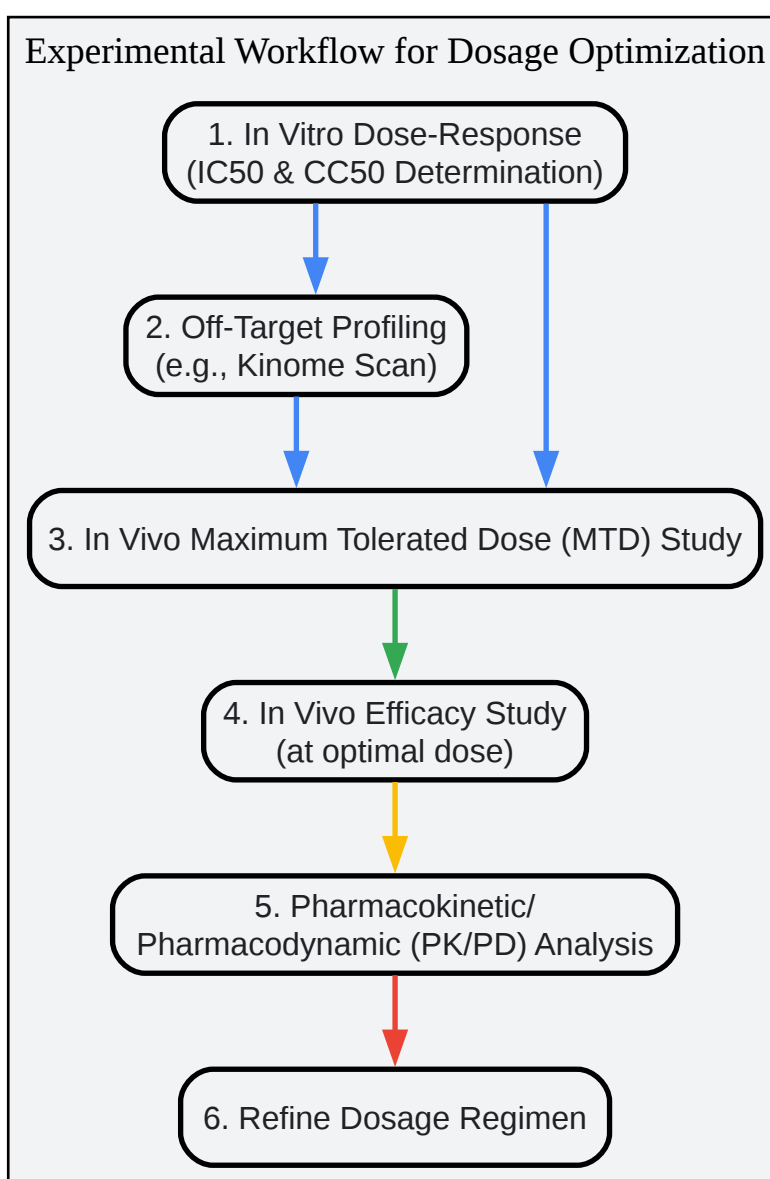 Experimental Workflow for Dosage Optimization
1. In Vitro Dose-Response
(IC50 & CC50 Determination)
2. Off-Target Profiling
(e.g., Kinome Scan)
3. In Vivo Maximum Tolerated Dose (MTD) Study
4. In Vivo Efficacy Study
(at optimal dose)
5. Pharmacokinetic/
Pharmacodynamic (PK/PD) Analysis
6. Refine Dosage Regimen